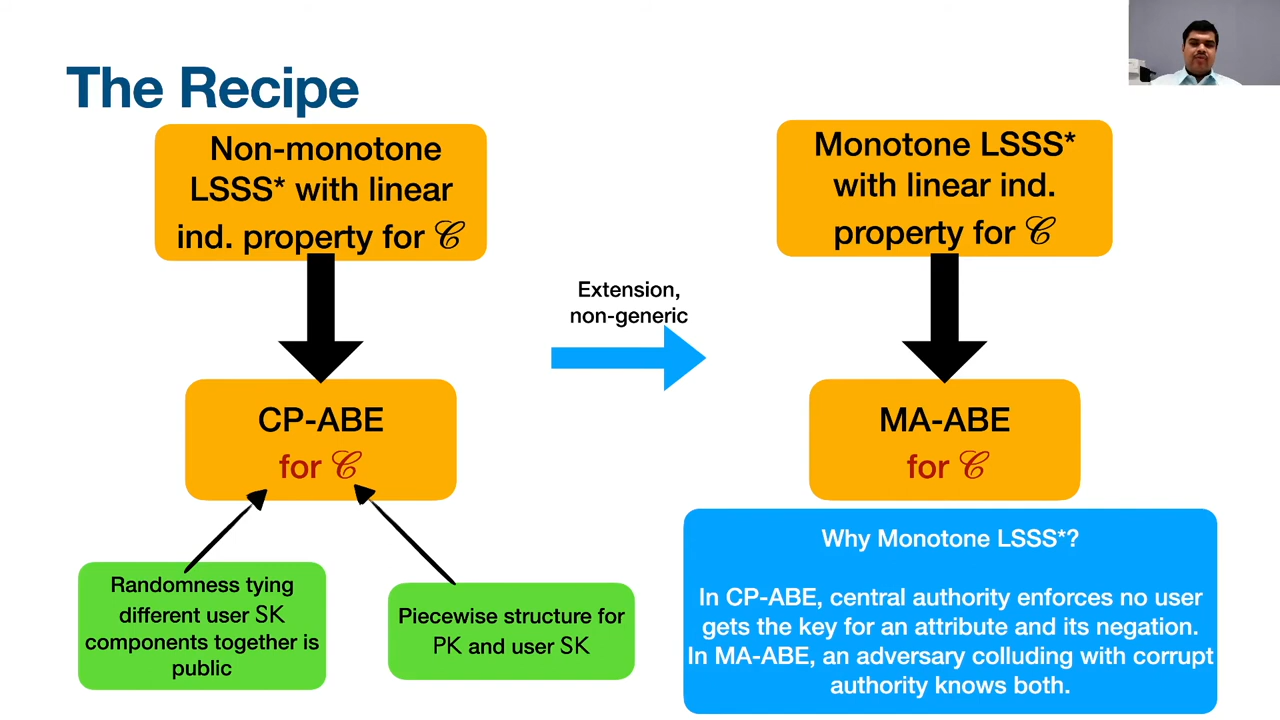 The Recipe
Non-monotone
LSSS* with linear
ind. property for 𝒞
Monotone LSSS*
with linear ind.
property for 𝒞
Extension,
non-generic
CP-ABE
for 𝒞
MA-ABE
for 𝒞
Randomness tying
different user SK
components together is
public
Piecewise structure for
PK and user SK
Why Monotone LSSS*?
In CP-ABE, central authority enforces no user
gets the key for an attribute and its negation.
In MA-ABE, an adversary colluding with corrupt
authority knows both.